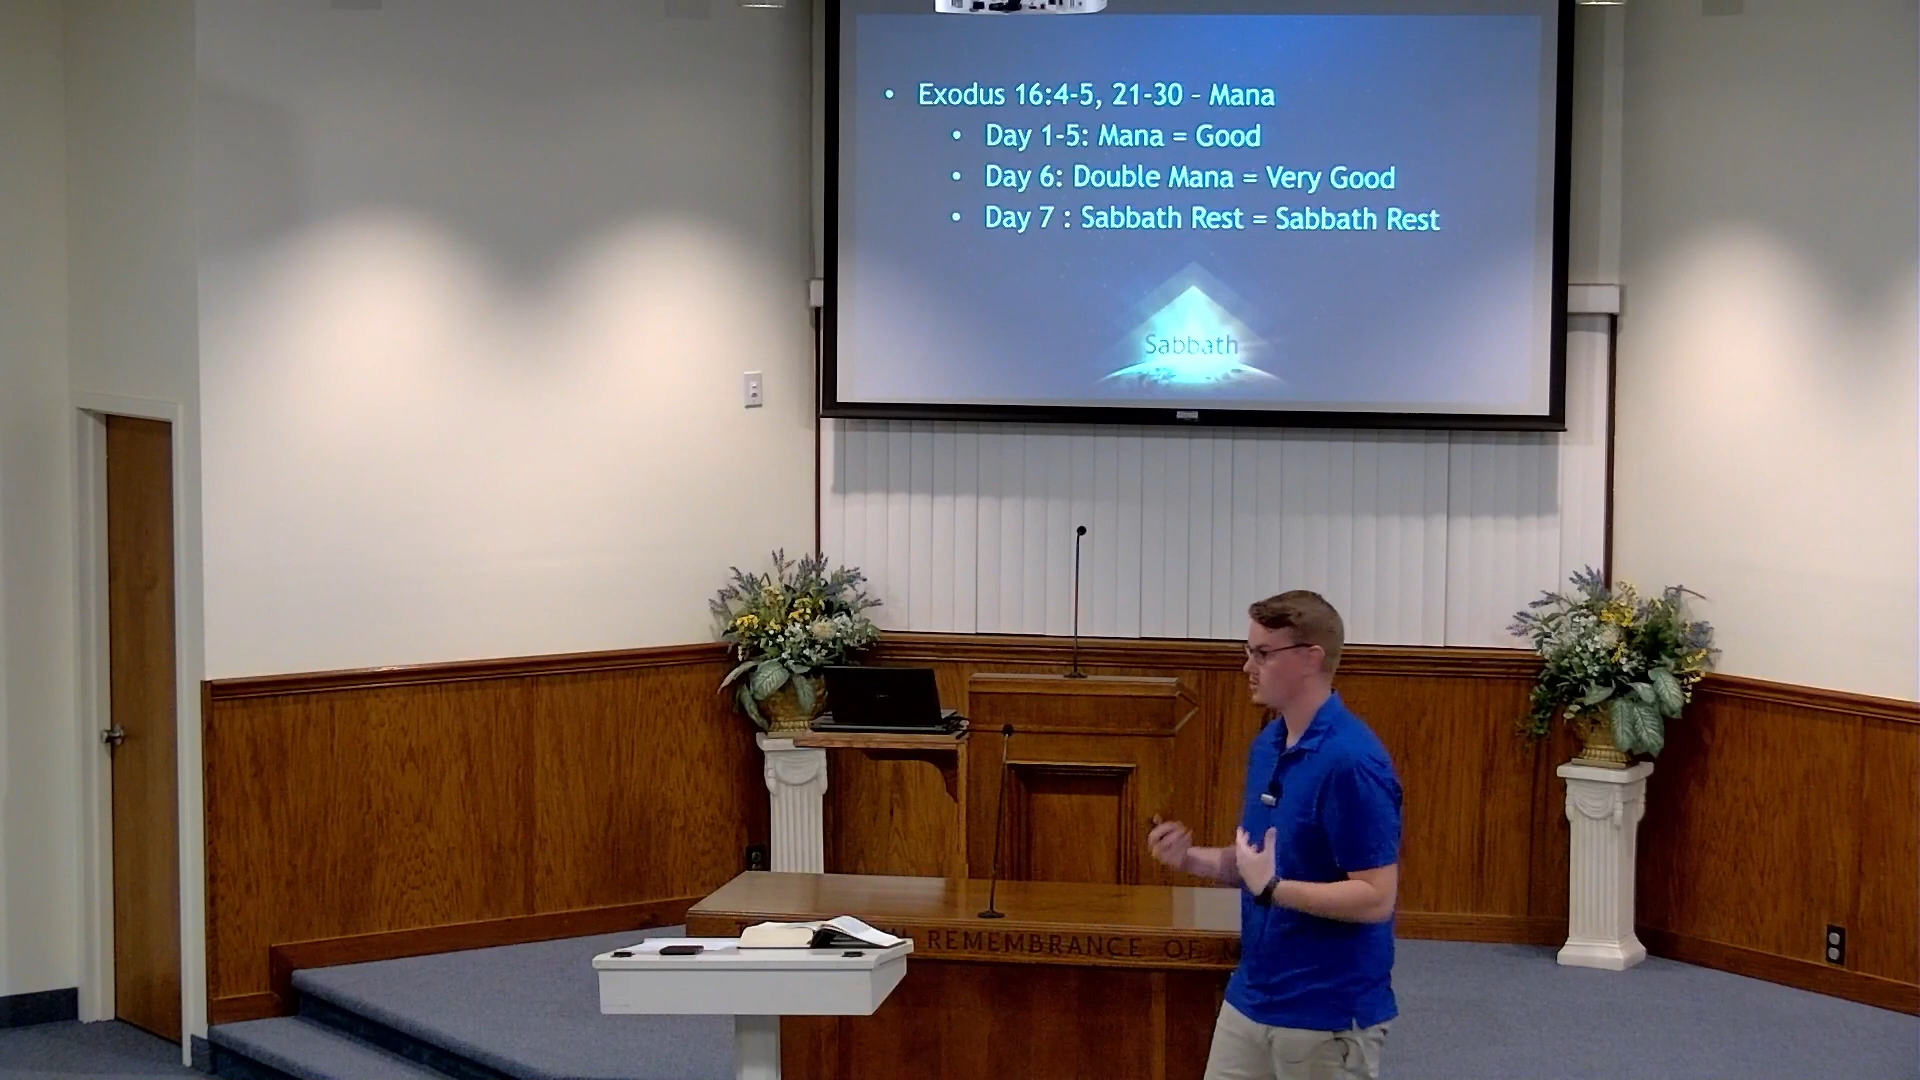 • Exodus 16:4-5, 21-30 - Mana
• Day 1-5: Mana = Good
• Day 6: Double Mana = Very Good
• Day 7 : Sabbath Rest = Sabbath Rest
Sabbath
REMEMBRANCE OF